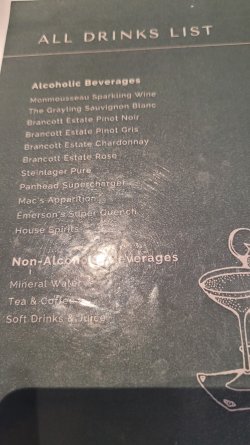 ALL DRINKS LIST
Alcoholic Beverages
Monmousseau Sparkling Wine
The Grayling Sauvignon Blanc
Brancott Estate Pinot Noir
Brancott Estate Pinot Gris
Brancott Estate Chardonnay
Brancott Estate Rose
Steinlager Pure
Panhead Supercharger
Mac's Apparition
Emerson's Super Quench
House Spirits
Non-Alcoholic Beverages
Mineral Water
Tea & Coffee
Soft Drinks & Juice